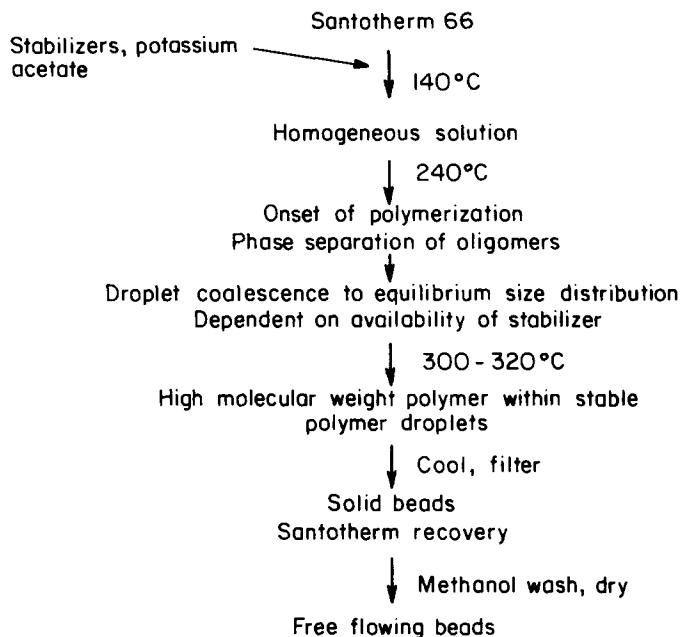 Santotherm 66
Stabilizers, potassium
acetate
140°C
Homogeneous solution
240°C
Onset of polymerization
Phase separation of oligomers
Droplet coalescence to equilibrium size distribution
Dependent on availability of stabilizer
300-320°C
High molecular weight polymer within stable
polymer droplets
Cool, filter
Solid beads
Santotherm recovery
Methanol wash, dry
Free flowing beads